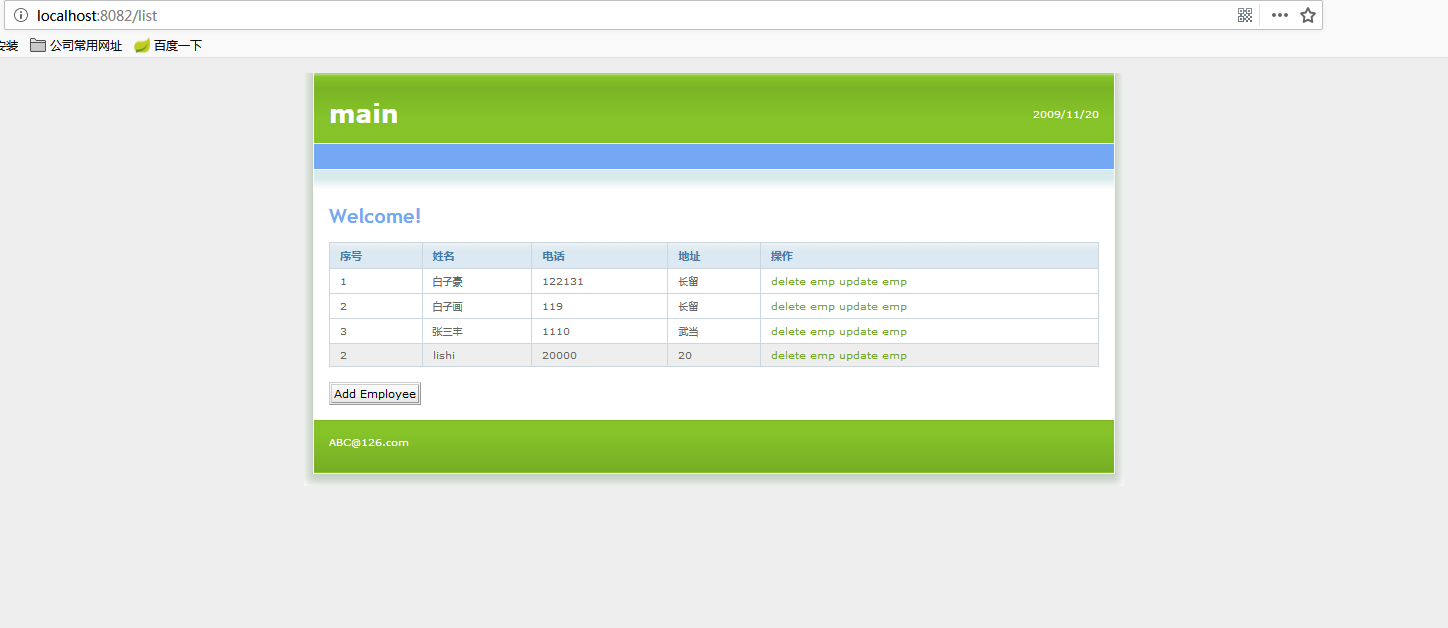 localhost:8082/list
安装 公司常用网址 百度一下
main 2009/11/20
Welcome!
序号 姓名 电话 地址 操作
1 白子豪 122131 长留 delete emp update emp
2 白子画 119 长留 delete emp update emp
3 张三丰 1110 武当 delete emp update emp
2 lishi 20000 20 delete emp update emp
Add Employee
ABC@126.com